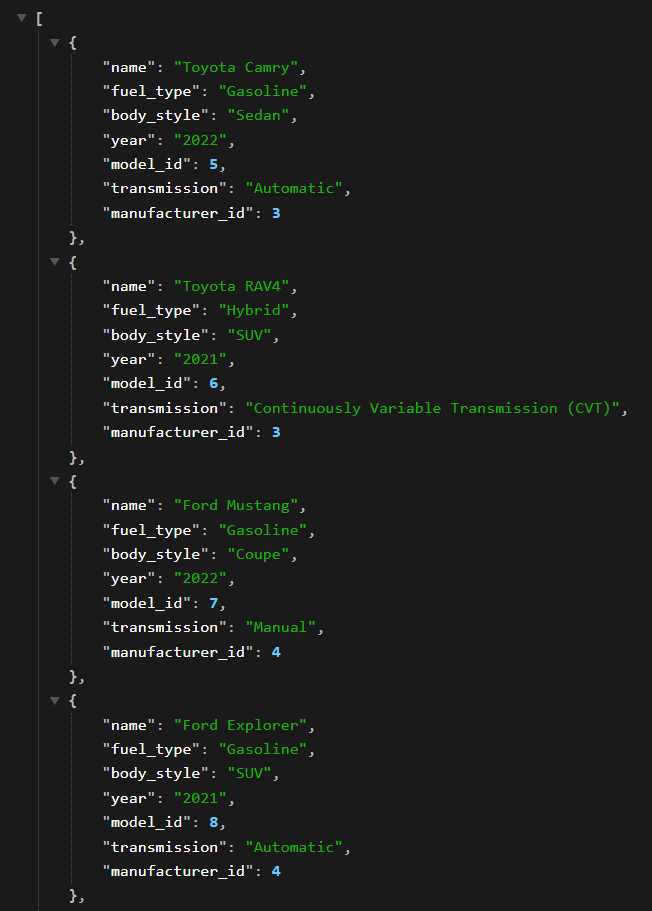 [
{
"name": "Toyota Camry",
"fuel_type": "Gasoline",
"body_style": "Sedan",
"year": "2022",
"model_id": 5,
"transmission": "Automatic",
"manufacturer_id": 3
},
{
"name": "Toyota RAV4",
"fuel_type": "Hybrid",
"body_style": "SUV",
"year": "2021",
"model_id": 6,
"transmission": "Continuously Variable Transmission (CVT)",
"manufacturer_id": 3
},
{
"name": "Ford Mustang",
"fuel_type": "Gasoline",
"body_style": "Coupe",
"year": "2022",
"model_id": 7,
"transmission": "Manual",
"manufacturer_id": 4
},
{
"name": "Ford Explorer",
"fuel_type": "Gasoline",
"body_style": "SUV",
"year": "2021",
"model_id": 8,
"transmission": "Automatic",
"manufacturer_id": 4
},